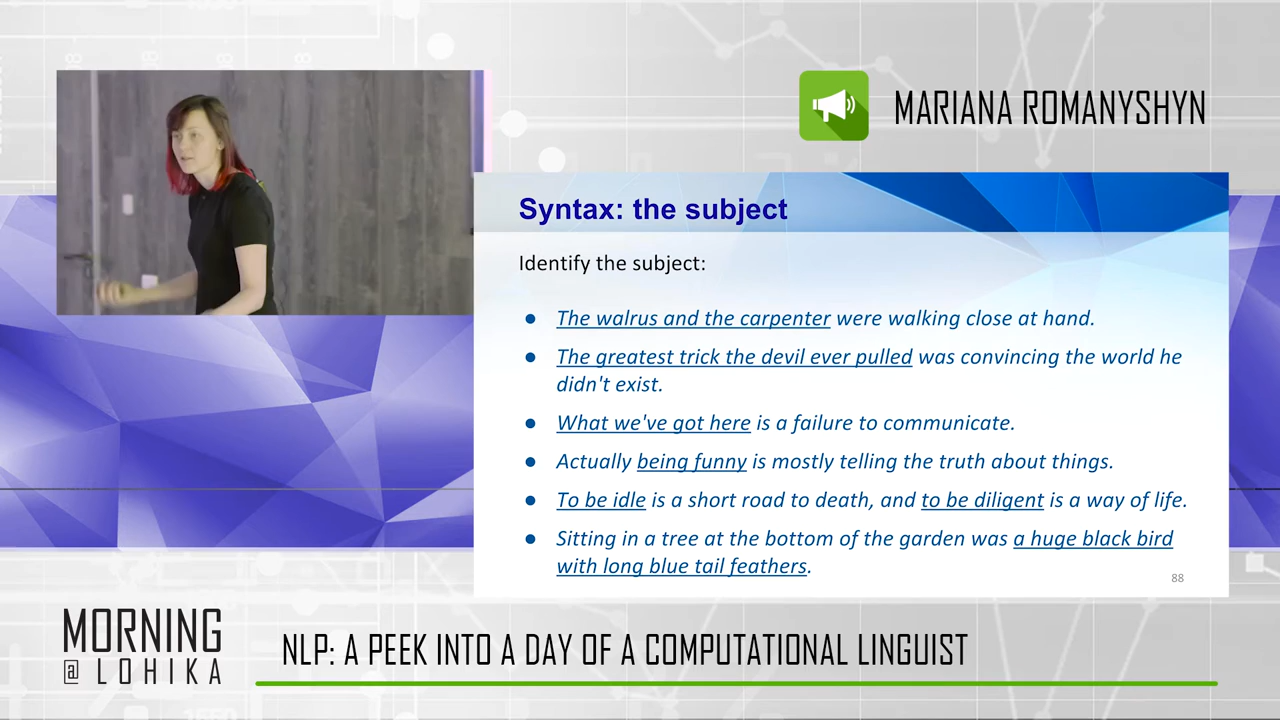 MARIANA ROMANYSHYN
Syntax: the subject
Identify the subject:
● The walrus and the carpenter were walking close at hand.
● The greatest trick the devil ever pulled was convincing the world he
didn't exist.
● What we've got here is a failure to communicate.
● Actually being funny is mostly telling the truth about things.
● To be idle is a short road to death, and to be diligent is a way of life.
● Sitting in a tree at the bottom of the garden was a huge black bird
with long blue tail feathers.
88
MORNING
@ LOHIKA
NLP: A PEEK INTO A DAY OF A COMPUTATIONAL LINGUIST